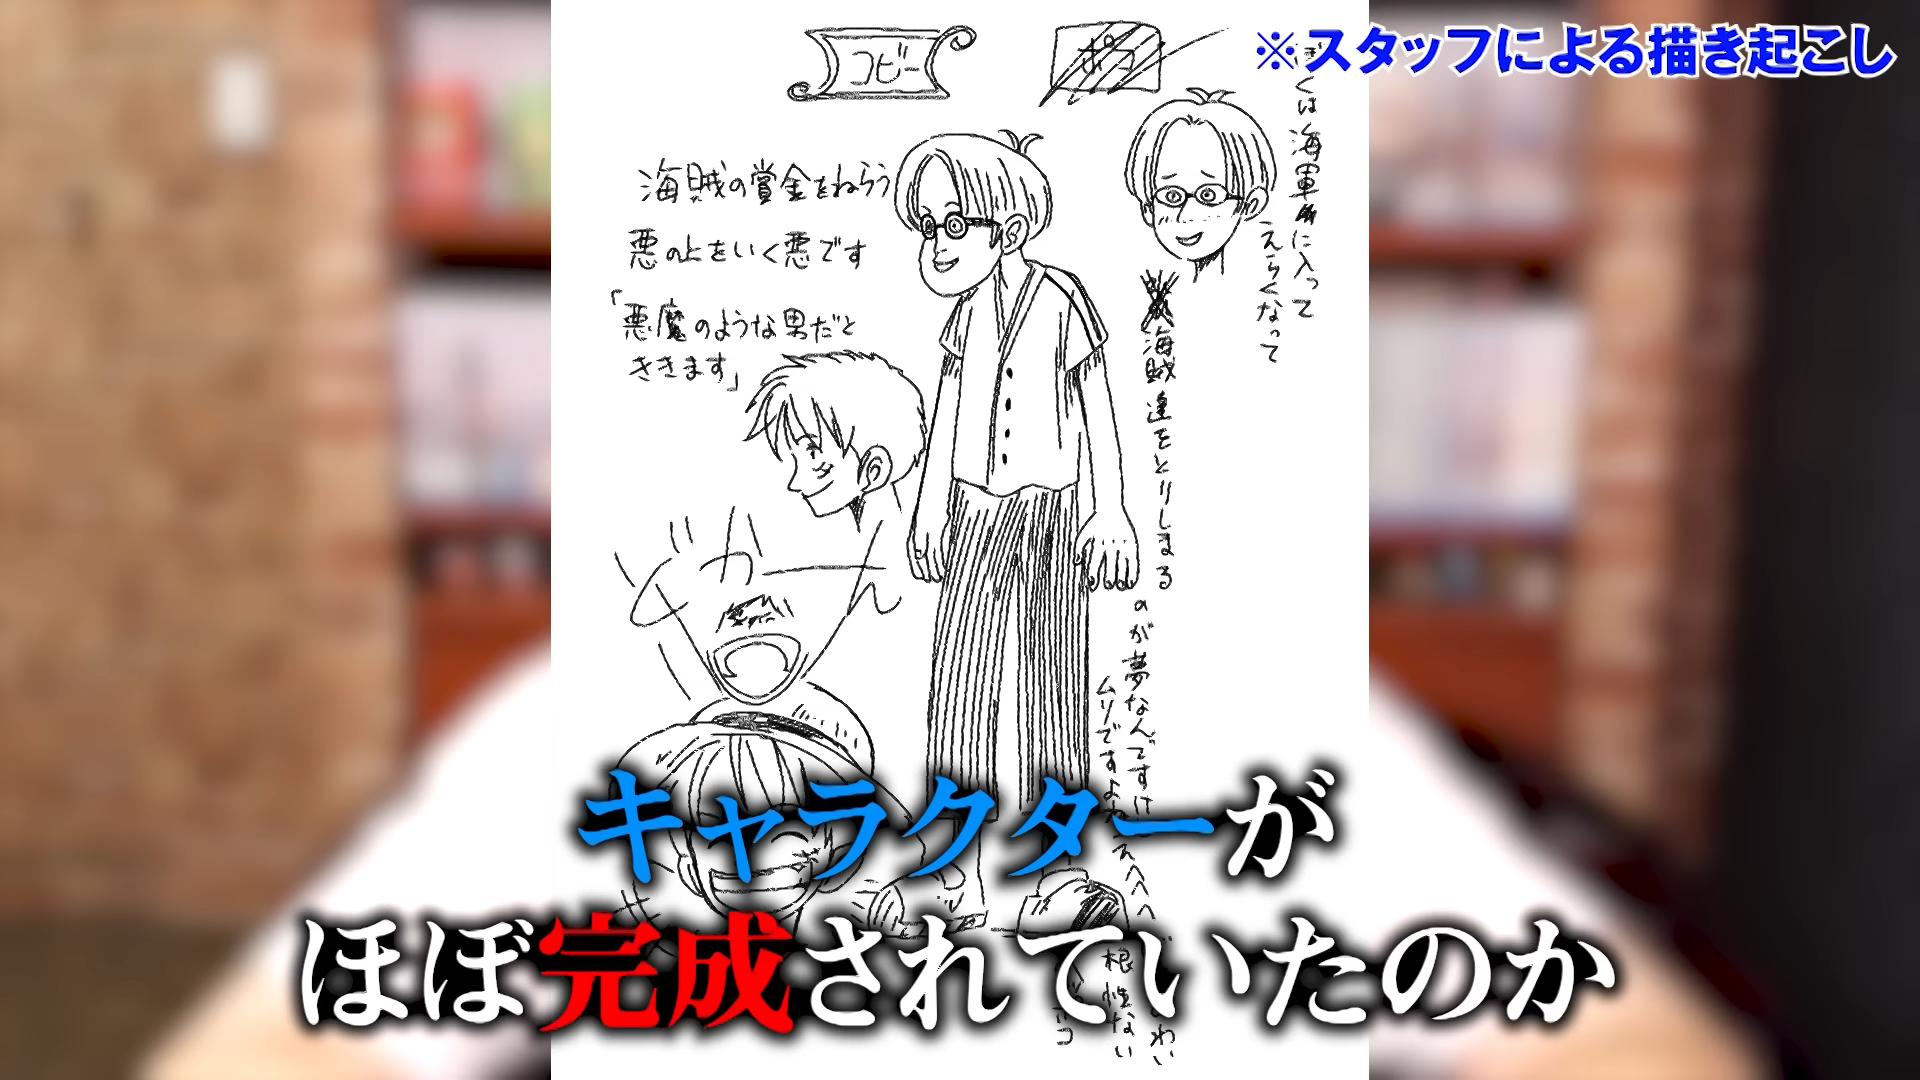 ※スタッフによる描き起こし
コビー
ポコ
ぼくは海軍に入って
えらくなって
海賊達をとりしまる
のが夢なんですけ
ムリですよね
根性ない
海賊の賞金をねらう
悪の上をいく悪です
「悪魔のような男だと
ききます」
どーん
キャラクターが
ほぼ完成されていたのか